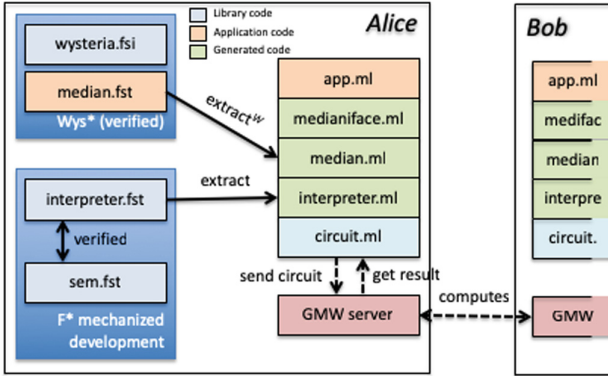 Library code
Application code
Generated code
Alice
wysteria.fsi
median.fst
Wys* (verified)
extractᵂ
interpreter.fst
verified
sem.fst
F* mechanized
development
extract
app.ml
medianiface.ml
median.ml
interpreter.ml
circuit.ml
send circuit
get result
GMW server
computes
Bob
app.ml
medifac
median
interpre
circuit.
GMW